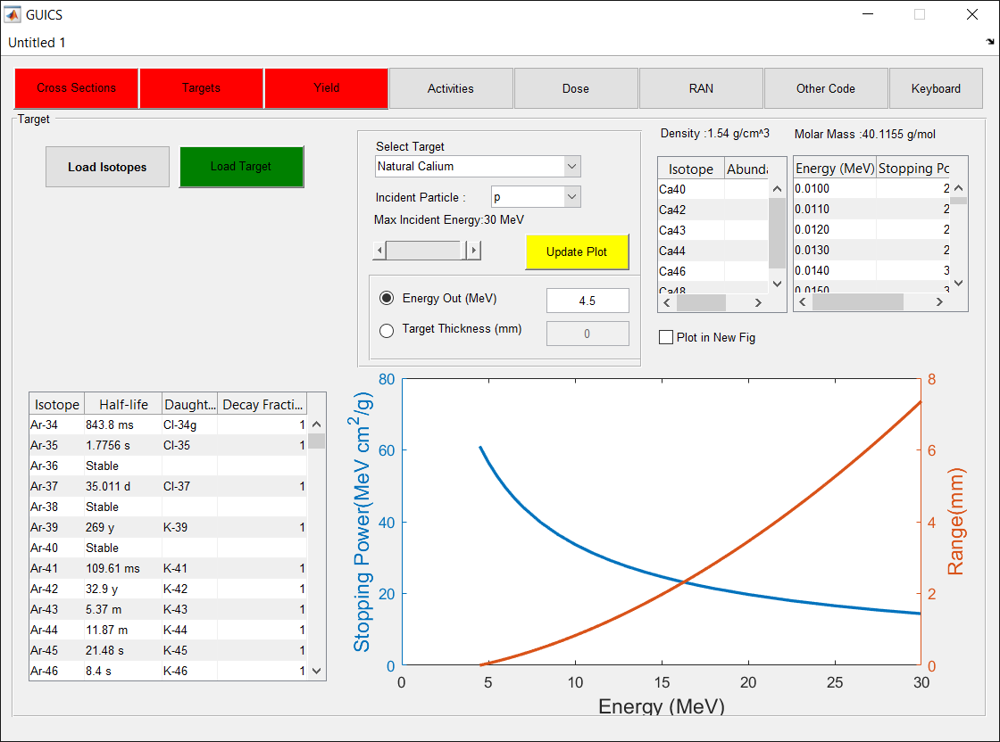 GUICS
Untitled 1
Cross Sections Targets Yield Activities Dose RAN Other Code Keyboard
Target
Load Isotopes Load Target
Select Target
Natural Calium
Incident Particle : p
Max Incident Energy:30 MeV
Update Plot
Energy Out (MeV) 4.5
Target Thickness (mm) 0
Density :1.54 g/cm^3 Molar Mass :40.1155 g/mol
Isotope Abunda
Ca40
Ca42
Ca43
Ca44
Ca46
Ca48
Energy (MeV) Stopping Po
0.0100 2
0.0110 2
0.0120 2
0.0130 2
0.0140 3
0.0150 3
Plot in New Fig
Isotope Half-life Daught... Decay Fracti...
Ar-34 843.8 ms Cl-34g 1
Ar-35 1.7756 s Cl-35 1
Ar-36 Stable
Ar-37 35.011 d Cl-37 1
Ar-38 Stable
Ar-39 269 y K-39 1
Ar-40 Stable
Ar-41 109.61 ms K-41 1
Ar-42 32.9 y K-42 1
Ar-43 5.37 m K-43 1
Ar-44 11.87 m K-44 1
Ar-45 21.48 s K-45 1
Ar-46 8.4 s K-46 1
Stopping Power(MeV cm²/g)
80
60
40
20
0
8
6
4
2
0
Range(mm)
0 5 10 15 20 25 30
Energy (MeV)